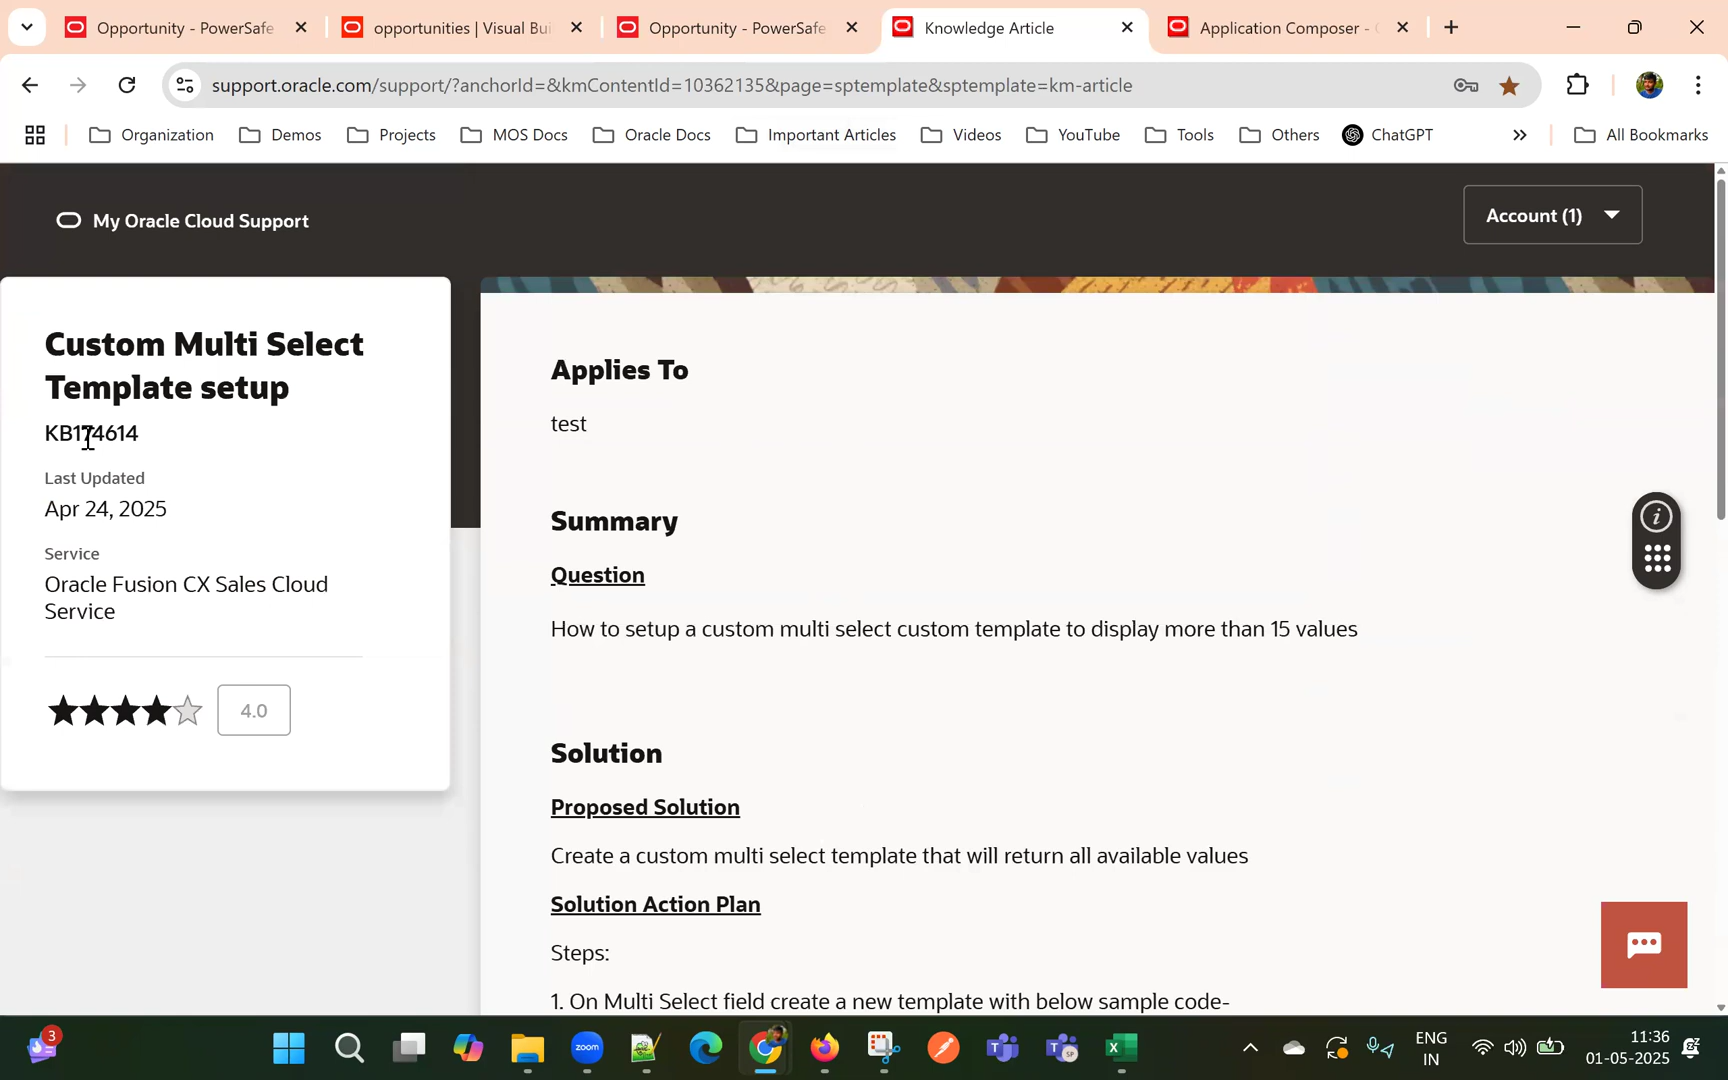 Opportunity - PowerSafe
opportunities | Visual Bui
Opportunity - PowerSafe
Knowledge Article
Application Composer -
support.oracle.com/support/?anchorId=&kmContentId=10362135&page=sptemplate&sptemplate=km-article
Organization
Demos
Projects
MOS Docs
Oracle Docs
Important Articles
Videos
YouTube
Tools
Others
ChatGPT
All Bookmarks
My Oracle Cloud Support
Account (1)
Custom Multi Select
Template setup
KB174614
Last Updated
Apr 24, 2025
Service
Oracle Fusion CX Sales Cloud
Service
4.0
Applies To
test
Summary
Question
How to setup a custom multi select custom template to display more than 15 values
Solution
Proposed Solution
Create a custom multi select template that will return all available values
Solution Action Plan
Steps:
1. On Multi Select field create a new template with below sample code-
3
zoom
ENG
IN
11:36
01-05-2025